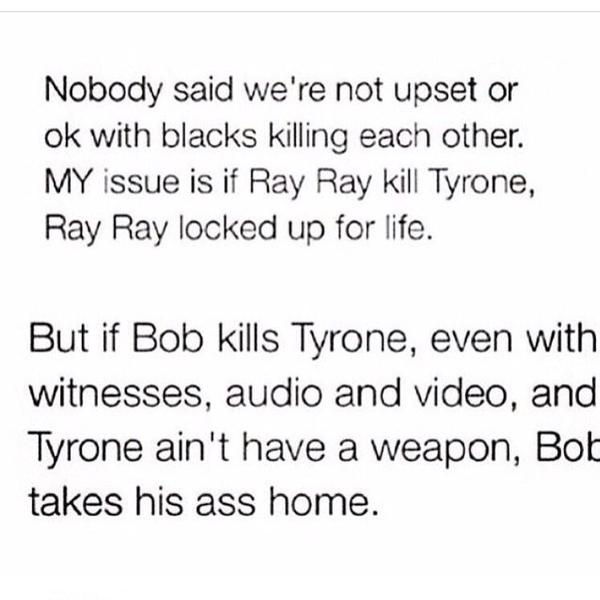 Nobody said we're not upset or
ok with blacks killing each other.
MY issue is if Ray Ray kill Tyrone,
Ray Ray locked up for life.
But if Bob kills Tyrone, even with
witnesses, audio and video, and
Tyrone ain't have a weapon, Bob
takes his ass home.